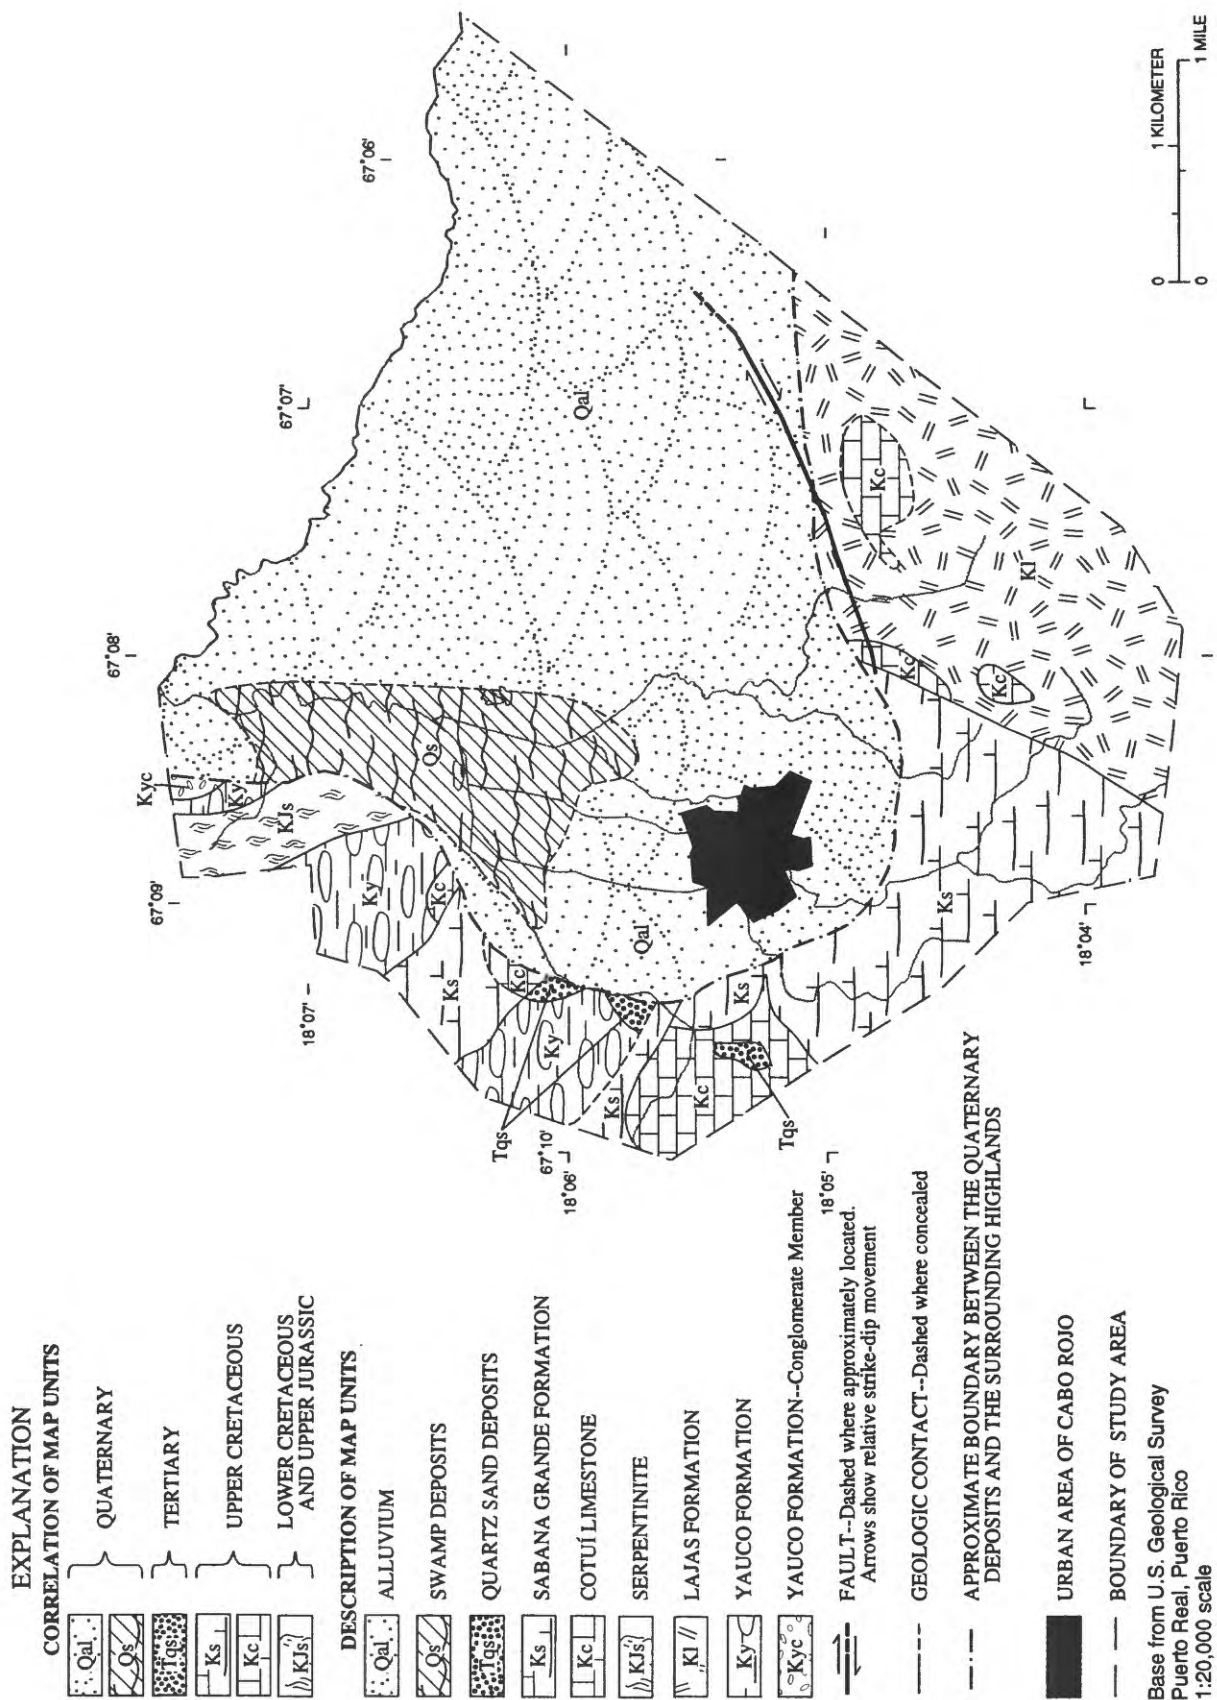 EXPLANATION
CORRELATION OF MAP UNITS
Qal
Qs
QUATERNARY
Tqs
TERTIARY
Ks
Kc
UPPER CRETACEOUS
KJs
LOWER CRETACEOUS
AND UPPER JURASSIC
DESCRIPTION OF MAP UNITS
Qal ALLUVIUM
Qs SWAMP DEPOSITS
Tqs QUARTZ SAND DEPOSITS
Ks SABANA GRANDE FORMATION
Kc COTUÍ LIMESTONE
KJs SERPENTINITE
Kl LAJAS FORMATION
Ky YAUCO FORMATION
Kyc YAUCO FORMATION--Conglomerate Member
FAULT--Dashed where approximately located.
Arrows show relative strike-dip movement
GEOLOGIC CONTACT--Dashed where concealed
APPROXIMATE BOUNDARY BETWEEN THE QUATERNARY
DEPOSITS AND THE SURROUNDING HIGHLANDS
URBAN AREA OF CABO ROJO
BOUNDARY OF STUDY AREA
Base from U.S. Geological Survey
Puerto Real, Puerto Rico
1:20,000 scale
67°09'
67°08'
67°07'
67°06'
18°07'
67°10'
18°06'
18°05'
18°04'
Kyc
Ky
KJs
Ky
Kc
Ks
Kc
Ky
Tqs
Ks
Kc
Tqs
Ks
Qs
Qal
Qal
Ks
Kc
Kc
Kc
Kl
0 1 KILOMETER
0 1 MILE